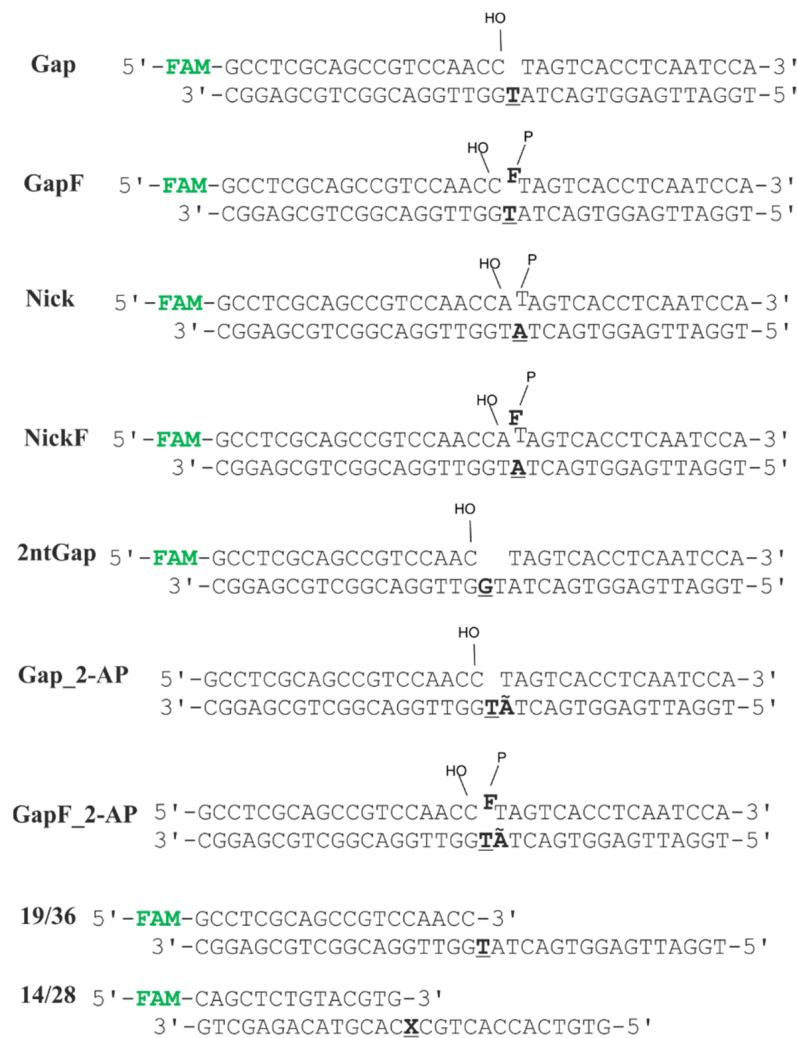 HO
Gap 5'-FAM-GCCTCGCAGCCGTCCAACC TAGTCACCTCAATCCA-3'
3'-CGGAGCGTCGGCAGGTTGGTATCAGTGGAGTTAGGT-5'
HO P
F
GapF 5'-FAM-GCCTCGCAGCCGTCCAACC TAGTCACCTCAATCCA-3'
3'-CGGAGCGTCGGCAGGTTGGTATCAGTGGAGTTAGGT-5'
HO P
Nick 5'-FAM-GCCTCGCAGCCGTCCAACCATAGTCACCTCAATCCA-3'
3'-CGGAGCGTCGGCAGGTTGGTATCAGTGGAGTTAGGT-5'
P
HO
F
NickF 5'-FAM-GCCTCGCAGCCGTCCAACCATAGTCACCTCAATCCA-3'
3'-CGGAGCGTCGGCAGGTTGGTATCAGTGGAGTTAGGT-5'
HO
2ntGap 5'-FAM-GCCTCGCAGCCGTCCAAC TAGTCACCTCAATCCA-3'
3'-CGGAGCGTCGGCAGGTTGGTATCAGTGGAGTTAGGT-5'
HO
Gap_2-AP 5'-GCCTCGCAGCCGTCCAACC TAGTCACCTCAATCCA-3'
3'-CGGAGCGTCGGCAGGTTGGTÃTCAGTGGAGTTAGGT-5'
HO P
F
GapF_2-AP 5'-GCCTCGCAGCCGTCCAACC TAGTCACCTCAATCCA-3'
3'-CGGAGCGTCGGCAGGTTGGTÃTCAGTGGAGTTAGGT-5'
19/36 5'-FAM-GCCTCGCAGCCGTCCAACC-3'
3'-CGGAGCGTCGGCAGGTTGGTATCAGTGGAGTTAGGT-5'
14/28 5'-FAM-CAGCTCTGTACGTG-3'
3'-GTCGAGACATGCACXCGTCACCACTGTG-5'